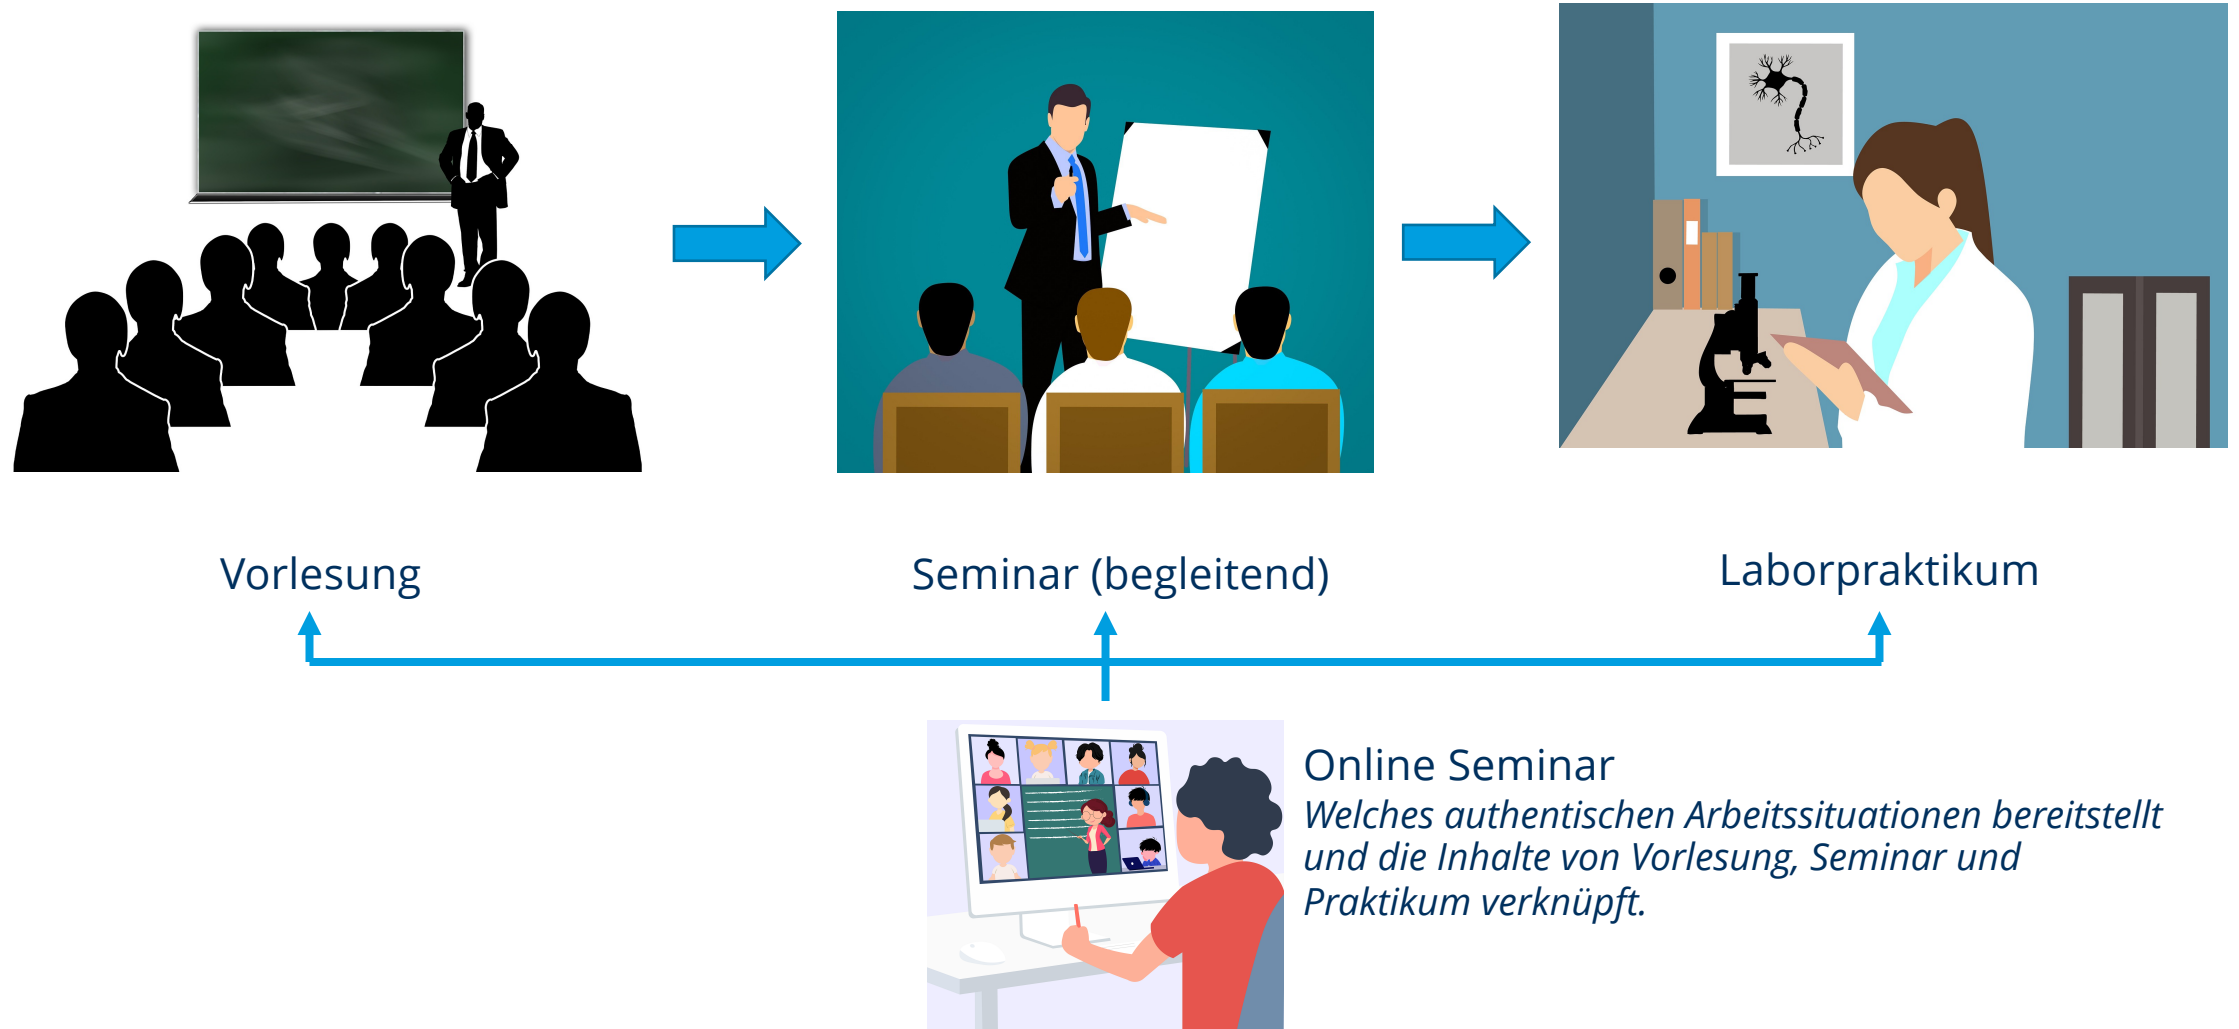 Vorlesung
Seminar (begleitend)
Laborpraktikum
Online Seminar
Welches authentischen Arbeitssituationen bereitstellt
und die Inhalte von Vorlesung, Seminar und
Praktikum verknüpft.